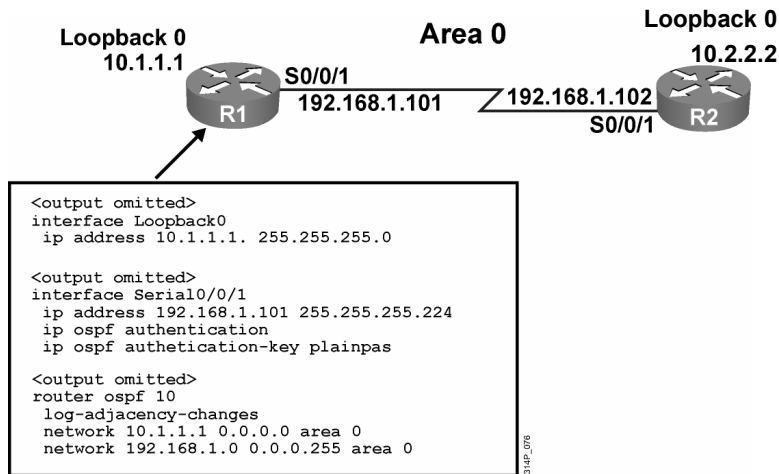 Area 0
Loopback 0
10.1.1.1
Loopback 0
10.2.2.2
S0/0/1
192.168.1.101
192.168.1.102
S0/0/1
R1
R2
<output omitted>
interface Loopback0
ip address 10.1.1.1. 255.255.255.0
<output omitted>
interface Serial0/0/1
ip address 192.168.1.101 255.255.255.224
ip ospf authentication
ip ospf authetication-key plainpas
<output omitted>
router ospf 10
log-adjacency-changes
network 10.1.1.1 0.0.0.0 area 0
network 192.168.1.0 0.0.0.255 area 0
314P_076